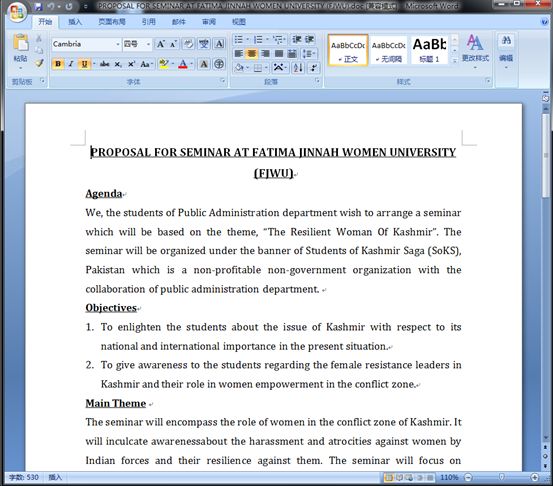 PROPOSAL FOR SEMINAR AT FATIMA JINNAH WOMEN UNIVERSITY (FJWU).doc [兼容模式] - Microsoft Word
开始 插入 页面布局 引用 邮件 审阅 视图
Cambria 四号
AaBbCcDc AaBbCcDc AaBb
粘贴 正文 无间隔 标题 1 更改样式 编辑
剪贴板 字体 段落 样式
PROPOSAL FOR SEMINAR AT FATIMA JINNAH WOMEN UNIVERSITY
(FJWU)
Agenda
We, the students of Public Administration department wish to arrange a seminar
which will be based on the theme, “The Resilient Woman Of Kashmir”. The
seminar will be organized under the banner of Students of Kashmir Saga (SoKS),
Pakistan which is a non-profitable non-government organization with the
collaboration of public administration department.
Objectives
1. To enlighten the students about the issue of Kashmir with respect to its
national and international importance in the present situation.
2. To give awareness to the students regarding the female resistance leaders in
Kashmir and their role in women empowerment in the conflict zone.
Main Theme
The seminar will encompass the role of women in the conflict zone of Kashmir. It
will inculcate awarenessabout the harassment and atrocities against women by
Indian forces and their resilience against them. The seminar will focus on
字数: 530 插入 110%